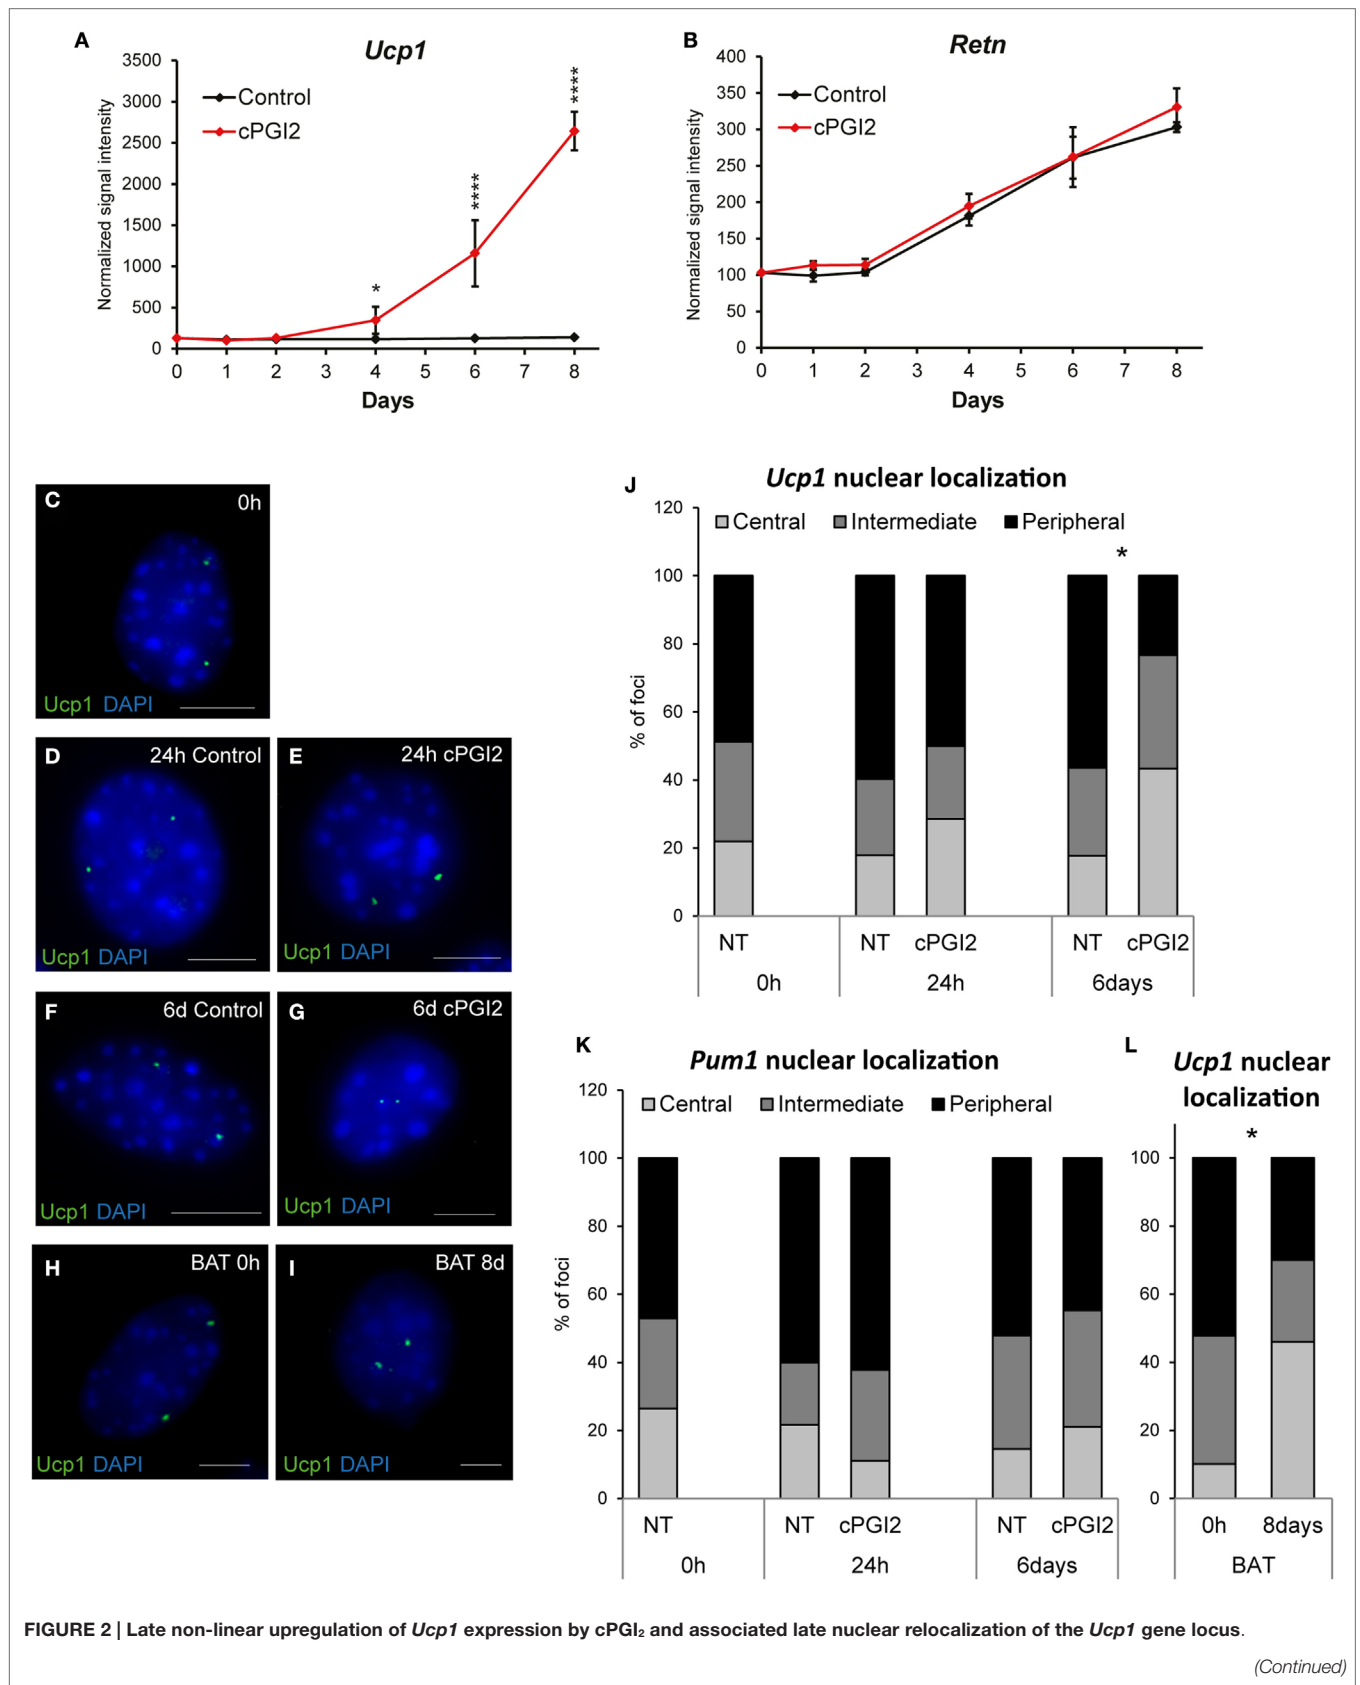 A
Ucp1
Normalized signal intensity
3500
3000
2500
2000
1500
1000
500
0
Control
cPGI2
*
****
****
0 1 2 3 4 5 6 7 8
Days
B
Retn
Normalized signal intensity
400
350
300
250
200
150
100
50
0
Control
cPGI2
0 1 2 3 4 5 6 7 8
Days
C
0h
Ucp1 DAPI
D
24h Control
Ucp1 DAPI
E
24h cPGI2
Ucp1 DAPI
F
6d Control
Ucp1 DAPI
G
6d cPGI2
Ucp1 DAPI
H
BAT 0h
Ucp1 DAPI
I
BAT 8d
Ucp1 DAPI
J
Ucp1 nuclear localization
% of foci
120
100
80
60
40
20
0
Central Intermediate Peripheral
*
NT NT cPGI2 NT cPGI2
0h 24h 6days
K
Pum1 nuclear localization
% of foci
120
100
80
60
40
20
0
Central Intermediate Peripheral
NT NT cPGI2 NT cPGI2
0h 24h 6days
L
Ucp1 nuclear
localization
*
100
80
60
40
20
0
0h 8days
BAT
FIGURE 2 | Late non-linear upregulation of Ucp1 expression by cPGI₂ and associated late nuclear relocalization of the Ucp1 gene locus.
(Continued)